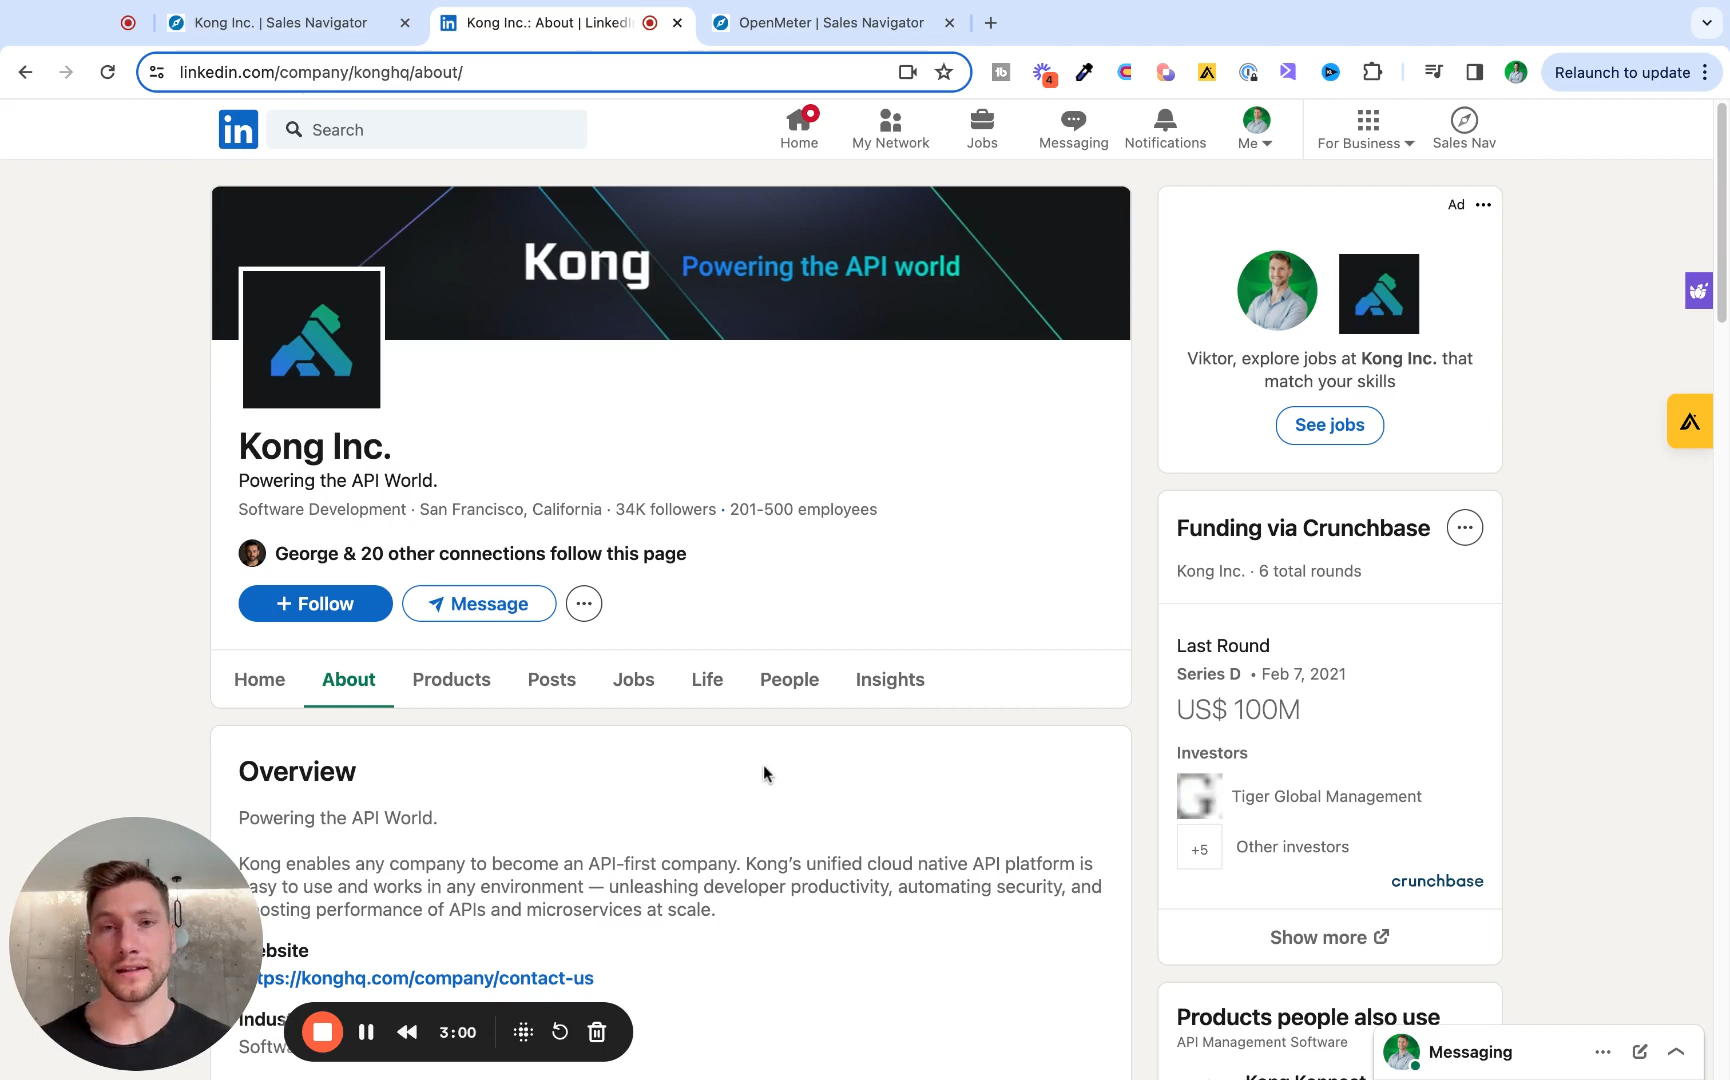 Kong Inc. | Sales Navigator
Kong Inc.: About | LinkedIn
OpenMeter | Sales Navigator
linkedin.com/company/konghq/about/
4
Relaunch to update
in
Search
Home
My Network
Jobs
Messaging
Notifications
Me
For Business
Sales Nav
Kong
Powering the API world
Kong Inc.
Powering the API World.
Software Development · San Francisco, California · 34K followers · 201-500 employees
George & 20 other connections follow this page
+ Follow
Message
Home
About
Products
Posts
Jobs
Life
People
Insights
Overview
Powering the API World.
Kong enables any company to become an API-first company. Kong's unified cloud native API platform is
asy to use and works in any environment — unleashing developer productivity, automating security, and
osting performance of APIs and microservices at scale.
ebsite
tps://konghq.com/company/contact-us
Indus
Softwa
3:00
Ad
Viktor, explore jobs at Kong Inc. that
match your skills
See jobs
Funding via Crunchbase
Kong Inc. · 6 total rounds
Last Round
Series D • Feb 7, 2021
US$ 100M
Investors
Tiger Global Management
+5
Other investors
crunchbase
Show more
Products people also use
API Management Software
Kong Konnect
Messaging